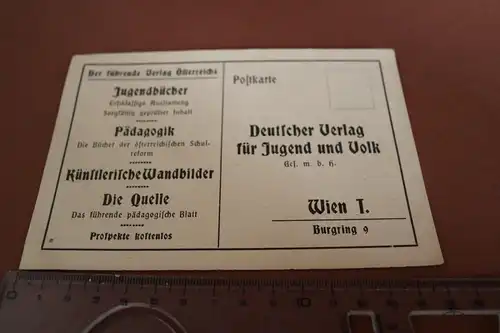 Der führende Verlag Österreichs
Jugendbücher
Erstklassige Ausstattung
Sorgfältig geprüfter Inhalt
Pädagogik
Die Bücher der österreichischen Schul-
reform
Künstlerische Wandbilder
Die Quelle
Das führende pädagogische Blatt
Prospekte kostenlos
Postkarte
Deutscher Verlag
für Jugend und Volk
Ges. m. b. H.
Wien I.
Burgring 9